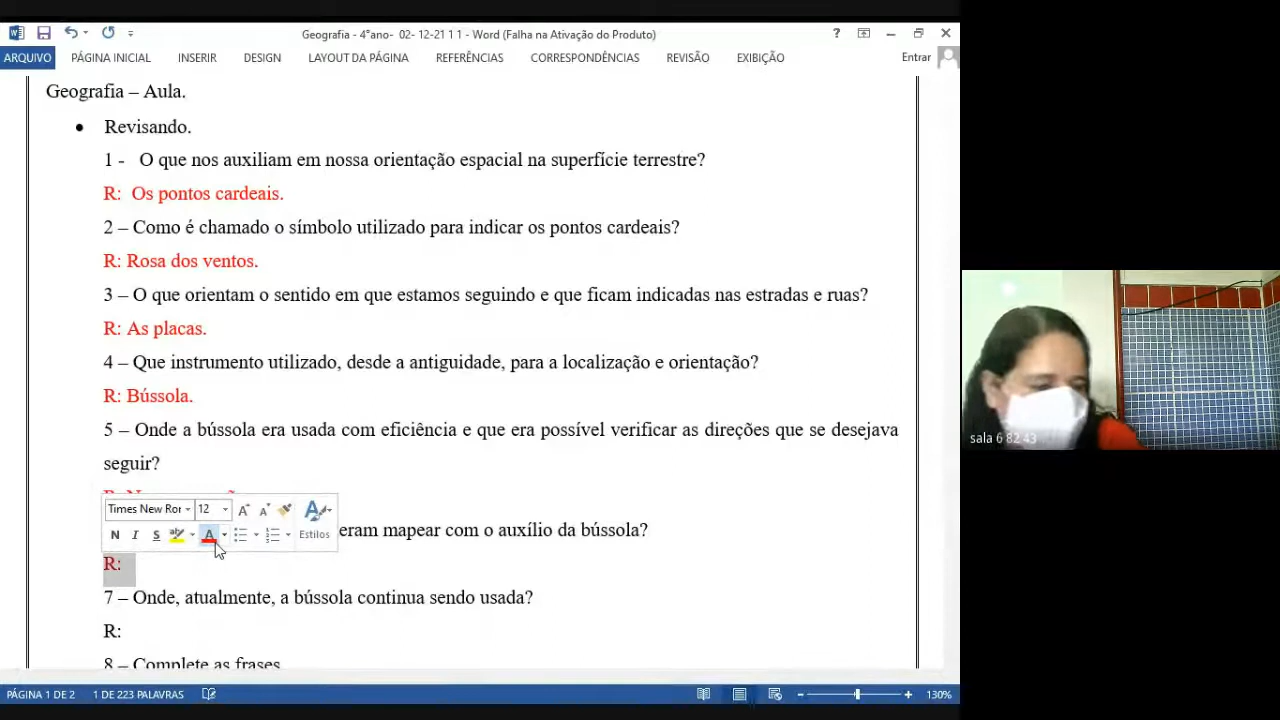 Geografia - 4°ano- 02- 12-21 1 1 - Word (Falha na Ativação do Produto)
?
ARQUIVO PÁGINA INICIAL INSERIR DESIGN LAYOUT DA PÁGINA REFERÊNCIAS CORRESPONDÊNCIAS REVISÃO EXIBIÇÃO Entrar
Geografia – Aula.
• Revisando.
1 - O que nos auxiliam em nossa orientação espacial na superfície terrestre?
R: Os pontos cardeais.
2 – Como é chamado o símbolo utilizado para indicar os pontos cardeais?
R: Rosa dos ventos.
3 – O que orientam o sentido em que estamos seguindo e que ficam indicadas nas estradas e ruas?
R: As placas.
4 – Que instrumento utilizado, desde a antiguidade, para a localização e orientação?
R: Bússola.
5 – Onde a bússola era usada com eficiência e que era possível verificar as direções que se desejava
seguir?
Times New Ror 12
N I S A Estilos
eram mapear com o auxílio da bússola?
R:
7 – Onde, atualmente, a bússola continua sendo usada?
R:
8 – Complete as frases
sala 6 82 43
PÁGINA 1 DE 2 1 DE 223 PALAVRAS 130%